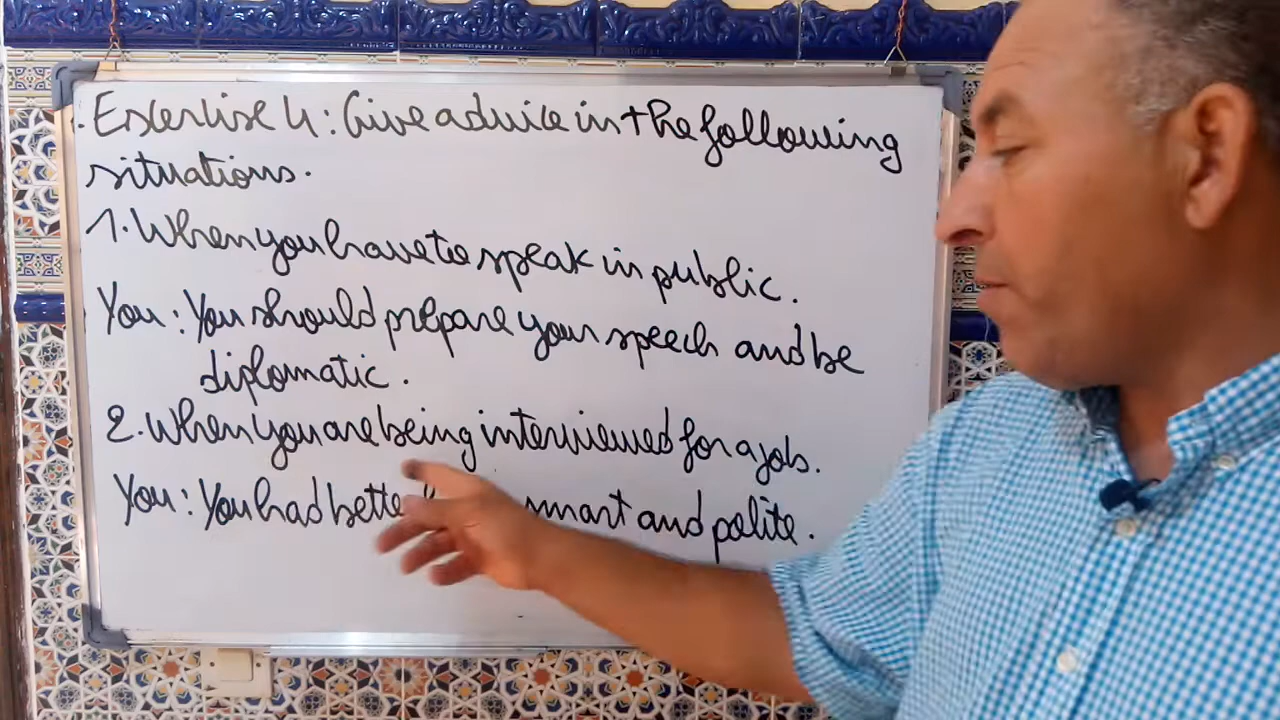 Exercise 4: Give advice in the following
situations.
1. When you have to speak in public.
You: You should prepare your speech and be
diplomatic.
2. When you are being interviewed for a job.
You: You had smart and polite.